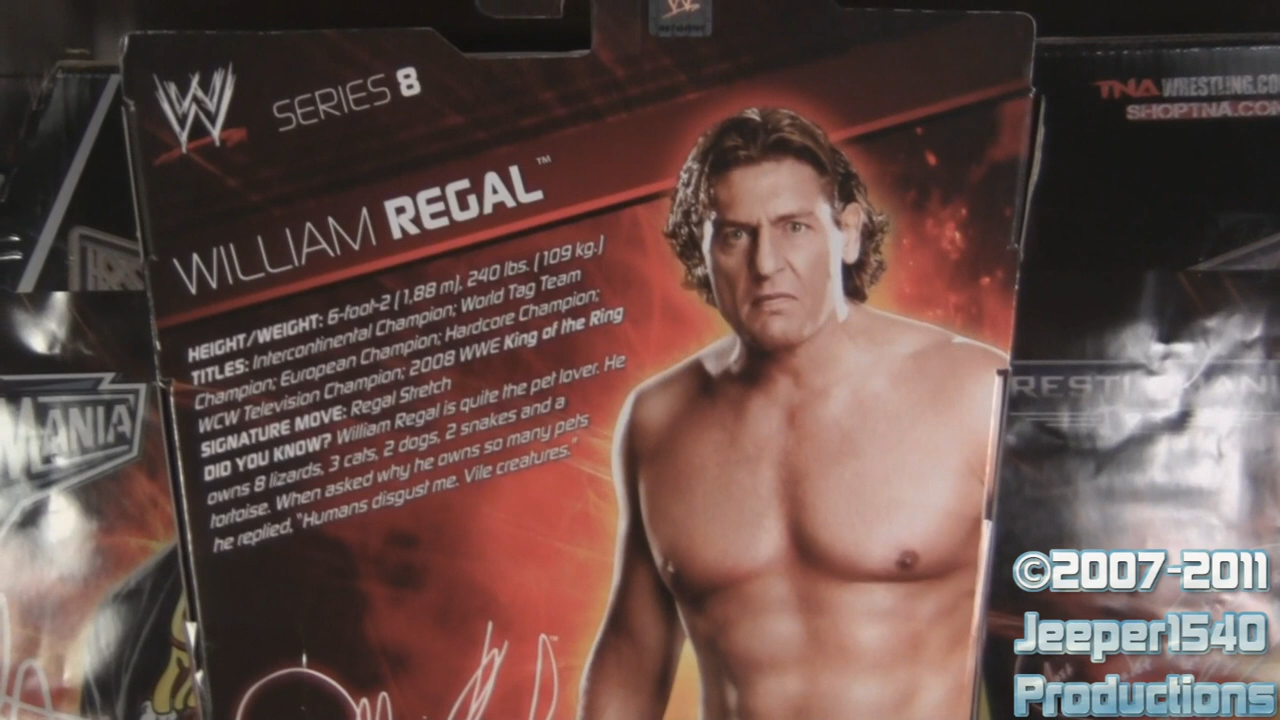 W
SERIES 8
WILLIAM REGAL™
HEIGHT/WEIGHT: 6-foot-2 (1,88 m), 240 lbs. (109 kg.)
TITLES: Intercontinental Champion; World Tag Team
Champion; European Champion; Hardcore Champion;
WCW Television Champion; 2008 WWE King of the Ring
SIGNATURE MOVE: Regal Stretch
DID YOU KNOW? William Regal is quite the pet lover. He
owns 8 lizards, 3 cats, 2 dogs, 2 snakes and a
tortoise. When asked why he owns so many pets
he replied, "Humans disgust me. Vile creatures."
TNA WRESTLING.CO
SHOPTNA.COM
MANIA
©2007-2011
Jeeper1540
Productions